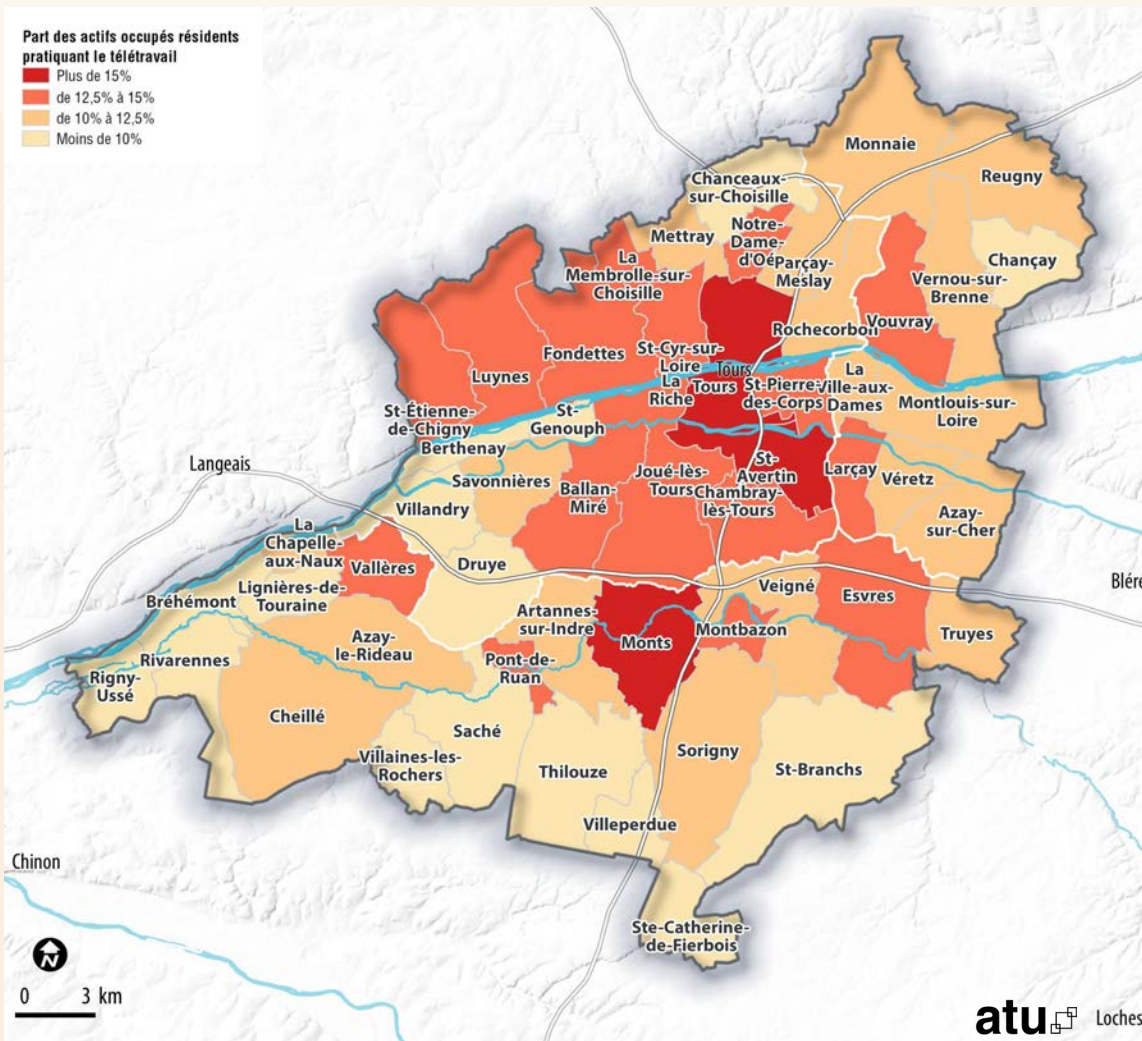 Part des actifs occupés résidents
pratiquant le télétravail
Plus de 15%
de 12,5% à 15%
de 10% à 12,5%
Moins de 10%
Monnaie
Reugny
Chanceaux-
sur-Choisille
Notre-
Dame-
d'Oé
Mettray
Parçay-
Meslay
Chançay
Vernou-sur-
Brenne
La
Membrolle-sur-
Choisille
Rochecorbon
Vouvray
Fondettes
St-Cyr-sur-
Loire
Luynes
Tours
Tours
La
Riche
St-Pierre-
des-Corps
La
Ville-aux-
Dames
Montlouis-sur-
Loire
St-Étienne-
de-Chigny
St-
Genouph
Berthenay
Langeais
Savonnières
Ballan-
Miré
Joué-lès-
Tours
St-
Avertin
Chambray-
lès-Tours
Larçay
Véretz
Azay-
sur-Cher
Villandry
La
Chapelle-
aux-Naux
Vallères
Druye
Lignières-de-
Touraine
Bréhémont
Veigné
Esvres
Bléré
Artannes-
sur-Indre
Monts
Montbazon
Truyes
Azay-
le-Rideau
Pont-de-
Ruan
Rivarennes
Rigny-
Ussé
Cheillé
Saché
Sorigny
Villaines-les-
Rochers
Thilouze
St-Branchs
Villeperdue
Chinon
Ste-Catherine-
de-Fierbois
N
0 3 km
atu
Loches